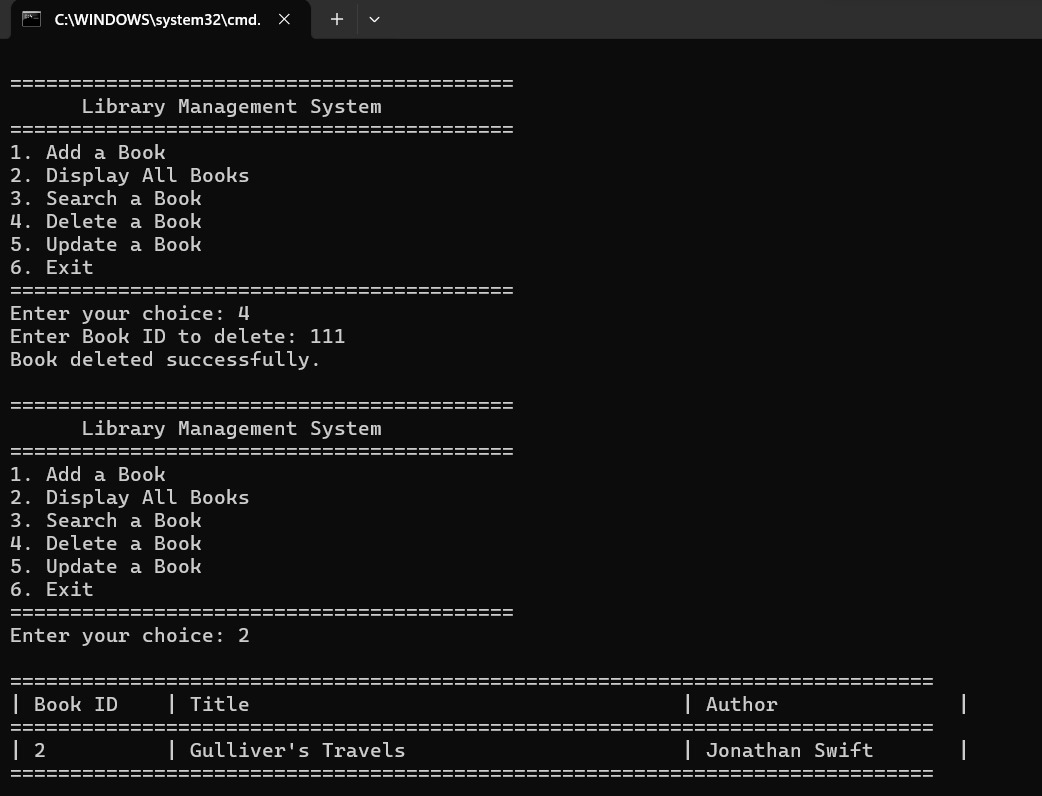 C:\WINDOWS\system32\cmd.
==========================================
      Library Management System
==========================================
1. Add a Book
2. Display All Books
3. Search a Book
4. Delete a Book
5. Update a Book
6. Exit
==========================================
Enter your choice: 4
Enter Book ID to delete: 111
Book deleted successfully.

==========================================
      Library Management System
==========================================
1. Add a Book
2. Display All Books
3. Search a Book
4. Delete a Book
5. Update a Book
6. Exit
==========================================
Enter your choice: 2

=============================================================================
| Book ID    | Title                                    | Author               |
=============================================================================
| 2          | Gulliver's Travels                       | Jonathan Swift       |
=============================================================================